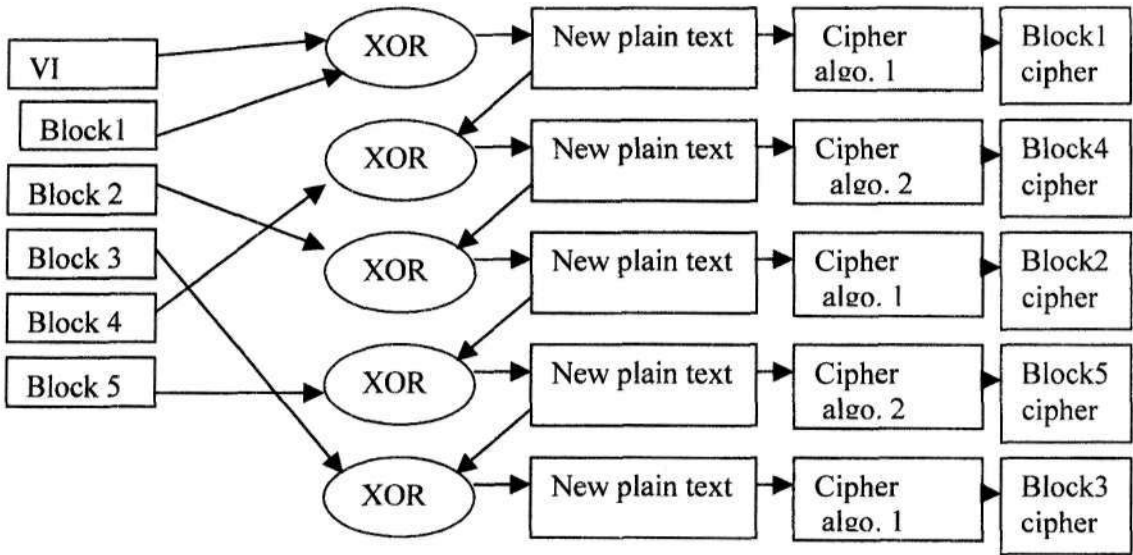 VI
Block1
Block 2
Block 3
Block 4
Block 5
XOR
New plain text
Cipher
algo. 1
Block1
cipher
XOR
New plain text
Cipher
algo. 2
Block4
cipher
XOR
New plain text
Cipher
algo. 1
Block2
cipher
XOR
New plain text
Cipher
algo. 2
Block5
cipher
XOR
New plain text
Cipher
algo. 1
Block3
cipher